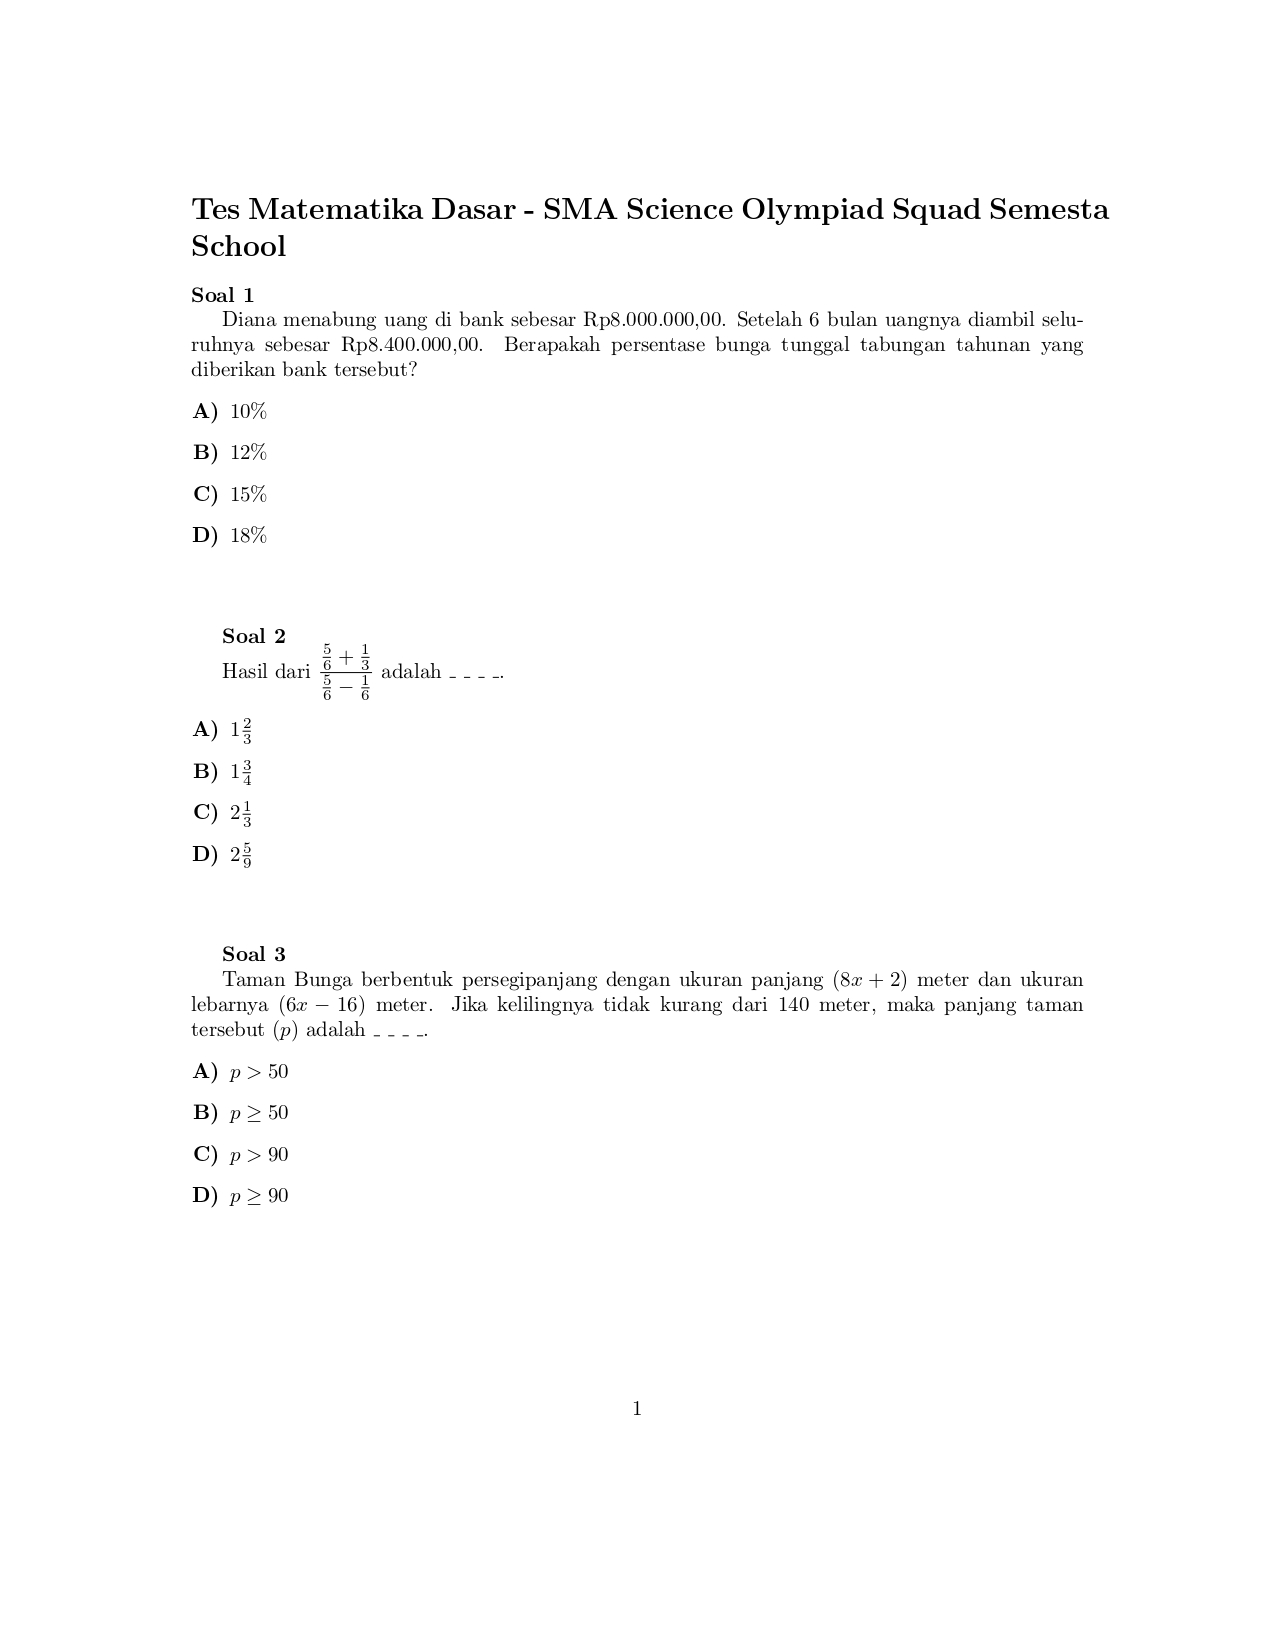 Tes Matematika Dasar - SMA Science Olympiad Squad Semesta
School
Soal 1
Diana menabung uang di bank sebesar Rp8.000.000,00. Setelah 6 bulan uangnya diambil selu-
ruhnya sebesar Rp8.400.000,00. Berapakah persentase bunga tunggal tabungan tahunan yang
diberikan bank tersebut?
A) 10%
B) 12%
C) 15%
D) 18%
Soal 2
Hasil dari $\frac{\frac{5}{6}+\frac{1}{3}}{\frac{5}{6}-\frac{1}{6}}$ adalah _ _ _ _.
A) $1\frac{2}{3}$
B) $1\frac{3}{4}$
C) $2\frac{1}{3}$
D) $2\frac{5}{9}$
Soal 3
Taman Bunga berbentuk persegipanjang dengan ukuran panjang (8x + 2) meter dan ukuran
lebarnya (6x − 16) meter. Jika kelilingnya tidak kurang dari 140 meter, maka panjang taman
tersebut (p) adalah _ _ _ _.
A) p > 50
B) p ≥ 50
C) p > 90
D) p ≥ 90
1